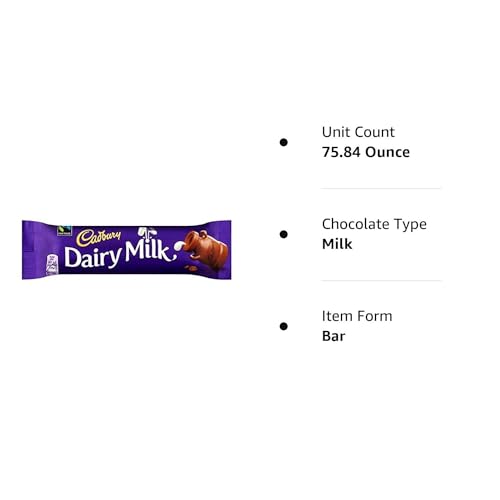 Cadbury
Dairy Milk
Unit Count
75.84 Ounce
Chocolate Type
Milk
Item Form
Bar